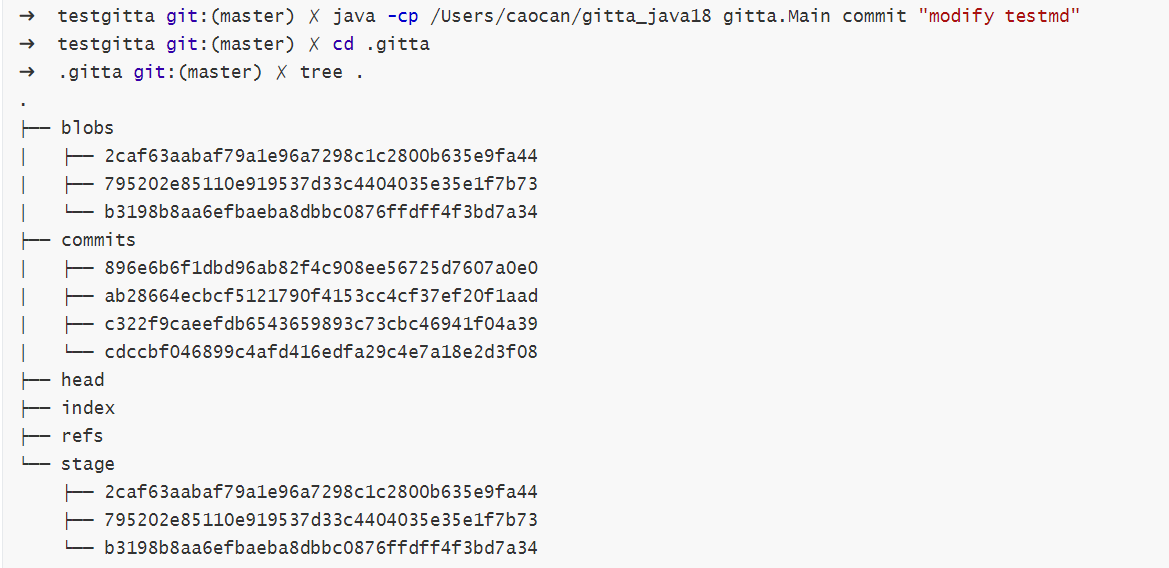 ➜  testgitta git:(master) ✗ java -cp /Users/caocan/gitta_java18 gitta.Main commit "modify testmd"
➜  testgitta git:(master) ✗ cd .gitta
➜  .gitta git:(master) ✗ tree .
.
├── blobs
│   ├── 2caf63aabaf79a1e96a7298c1c2800b635e9fa44
│   ├── 795202e85110e919537d33c4404035e35e1f7b73
│   └── b3198b8aa6efbaeba8dbbc0876ffdff4f3bd7a34
├── commits
│   ├── 896e6b6f1dbd96ab82f4c908ee56725d7607a0e0
│   ├── ab28664ecbcf5121790f4153cc4cf37ef20f1aad
│   ├── c322f9caeefdb6543659893c73cbc46941f04a39
│   └── cdccbf046899c4afd416edfa29c4e7a18e2d3f08
├── head
├── index
├── refs
└── stage
    ├── 2caf63aabaf79a1e96a7298c1c2800b635e9fa44
    ├── 795202e85110e919537d33c4404035e35e1f7b73
    └── b3198b8aa6efbaeba8dbbc0876ffdff4f3bd7a34